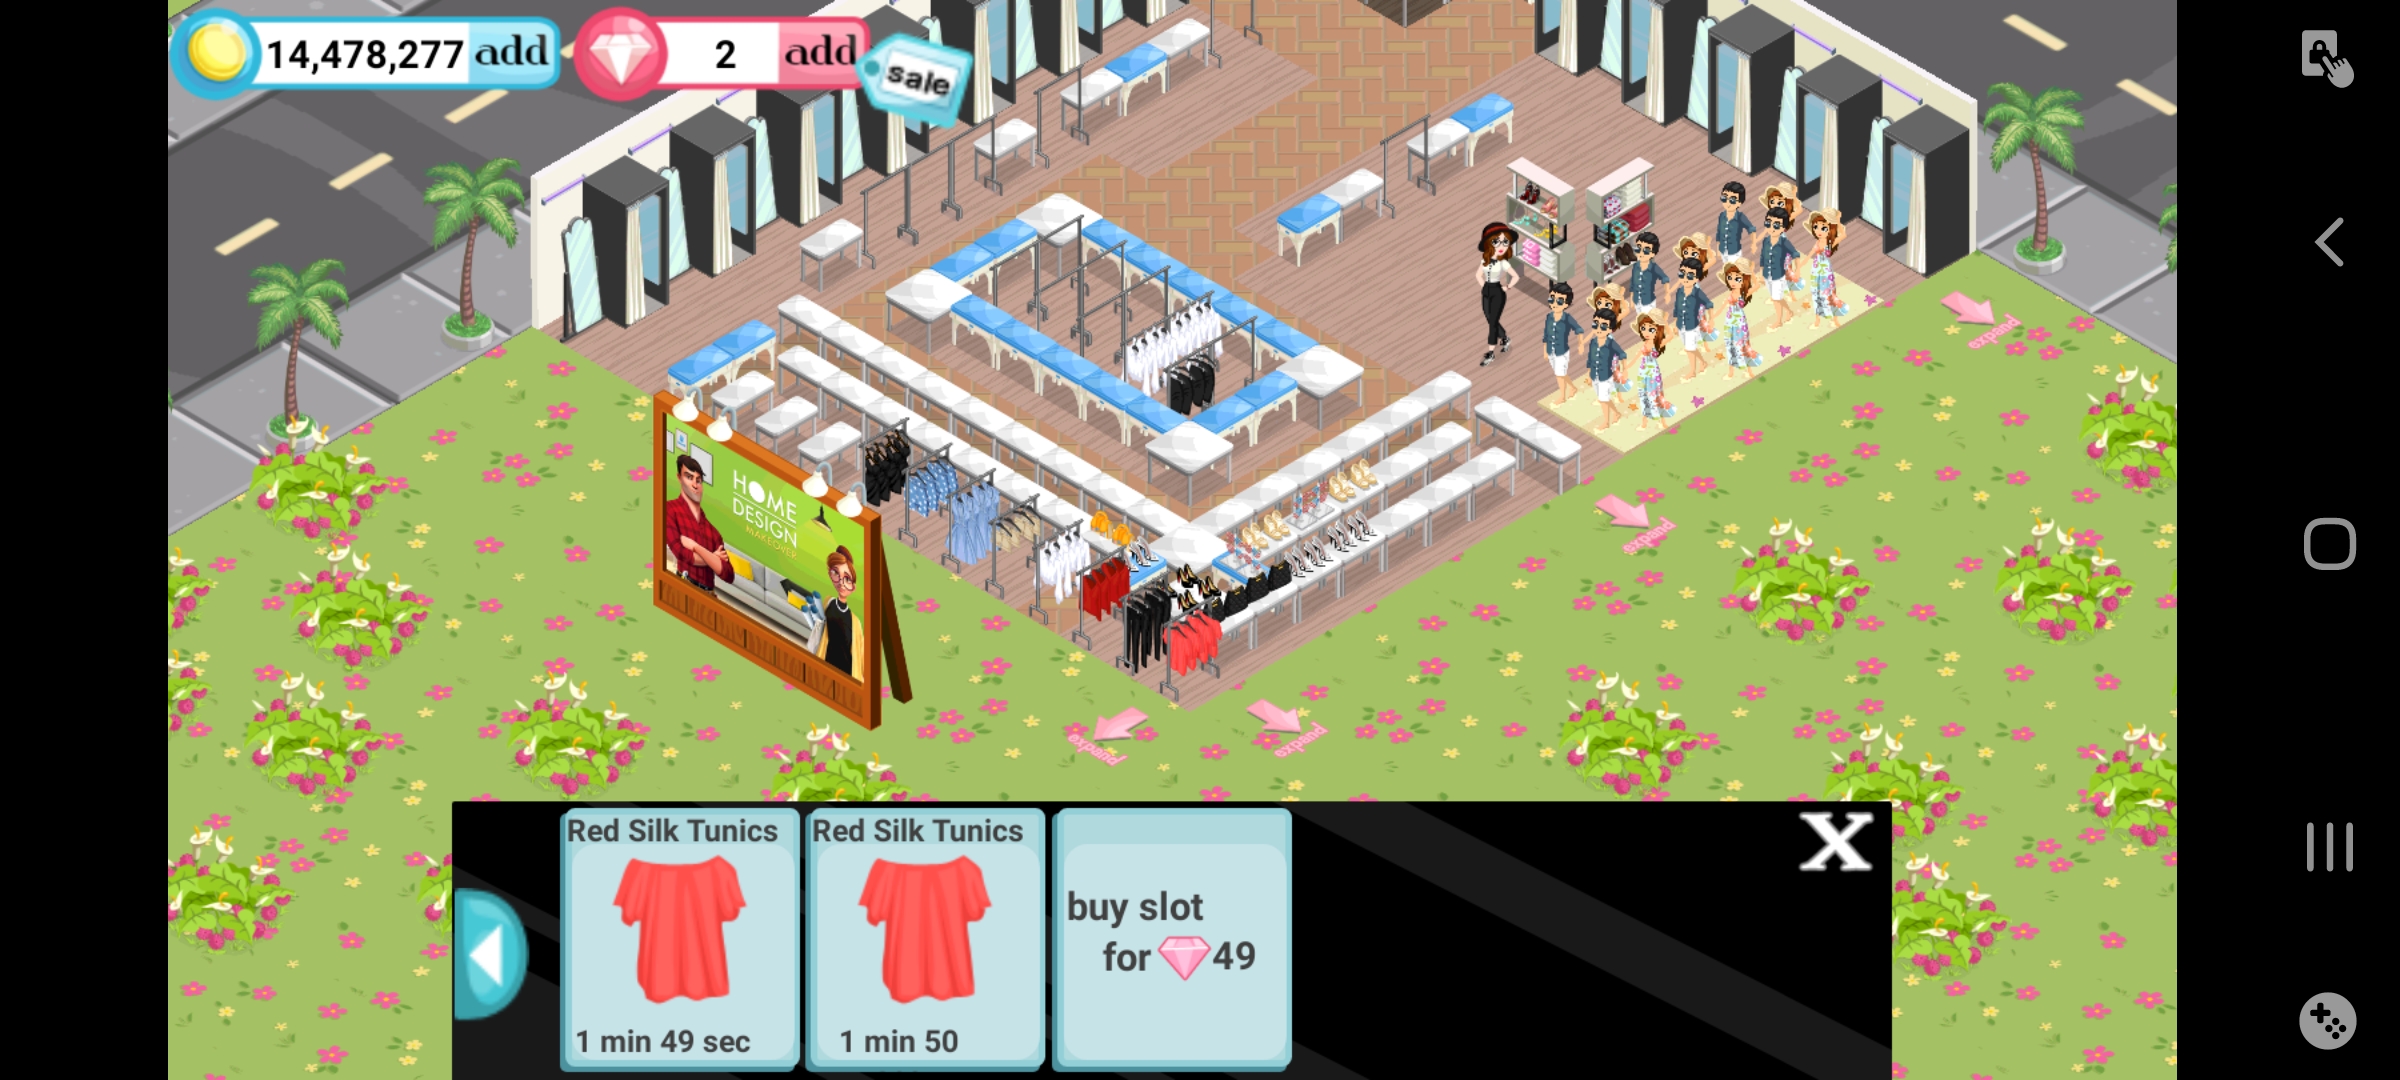 14,478,277 add
2 add
sale
HOME
DESIGN
MAKEOVER
expand
expand
expand
expand
Red Silk Tunics
1 min 49 sec
Red Silk Tunics
1 min 50
buy slot
for 49
X